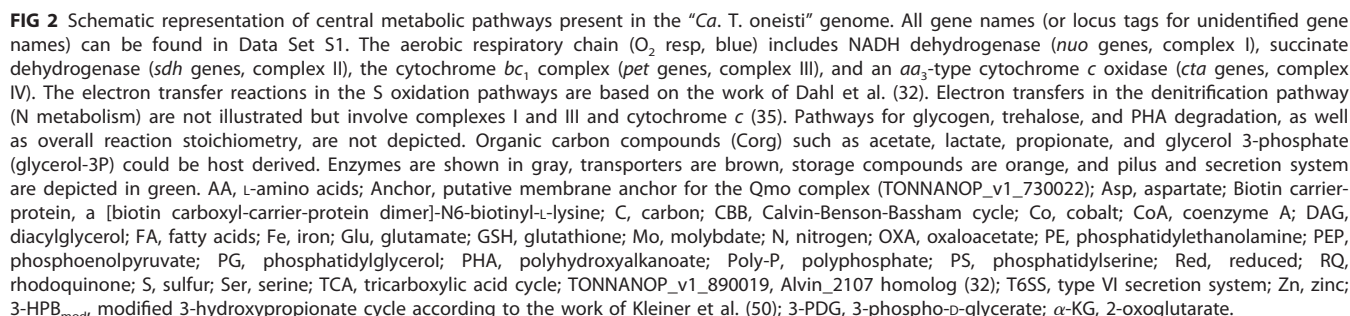 FIG 2 Schematic representation of central metabolic pathways present in the “Ca. T. oneisti” genome. All gene names (or locus tags for unidentified gene
names) can be found in Data Set S1. The aerobic respiratory chain (O2 resp, blue) includes NADH dehydrogenase (nuo genes, complex I), succinate
dehydrogenase (sdh genes, complex II), the cytochrome bc1 complex (pet genes, complex III), and an aa3-type cytochrome c oxidase (cta genes, complex
IV). The electron transfer reactions in the S oxidation pathways are based on the work of Dahl et al. (32). Electron transfers in the denitrification pathway
(N metabolism) are not illustrated but involve complexes I and III and cytochrome c (35). Pathways for glycogen, trehalose, and PHA degradation, as well
as overall reaction stoichiometry, are not depicted. Organic carbon compounds (Corg) such as acetate, lactate, propionate, and glycerol 3-phosphate
(glycerol-3P) could be host derived. Enzymes are shown in gray, transporters are brown, storage compounds are orange, and pilus and secretion system
are depicted in green. AA, L-amino acids; Anchor, putative membrane anchor for the Qmo complex (TONNANOP_v1_730022); Asp, aspartate; Biotin carrier-
protein, a [biotin carboxyl-carrier-protein dimer]-N6-biotinyl-L-lysine; C, carbon; CBB, Calvin-Benson-Bassham cycle; Co, cobalt; CoA, coenzyme A; DAG,
diacylglycerol; FA, fatty acids; Fe, iron; Glu, glutamate; GSH, glutathione; Mo, molybdate; N, nitrogen; OXA, oxaloacetate; PE, phosphatidylethanolamine; PEP,
phosphoenolpyruvate; PG, phosphatidylglycerol; PHA, polyhydroxyalkanoate; Poly-P, polyphosphate; PS, phosphatidylserine; Red, reduced; RQ,
rhodoquinone; S, sulfur; Ser, serine; TCA, tricarboxylic acid cycle; TONNANOP_v1_890019, Alvin_2107 homolog (32); T6SS, type VI secretion system; Zn, zinc;
3-HPBmod, modified 3-hydroxypropionate cycle according to the work of Kleiner et al. (50); 3-PDG, 3-phospho-D-glycerate; α-KG, 2-oxoglutarate.